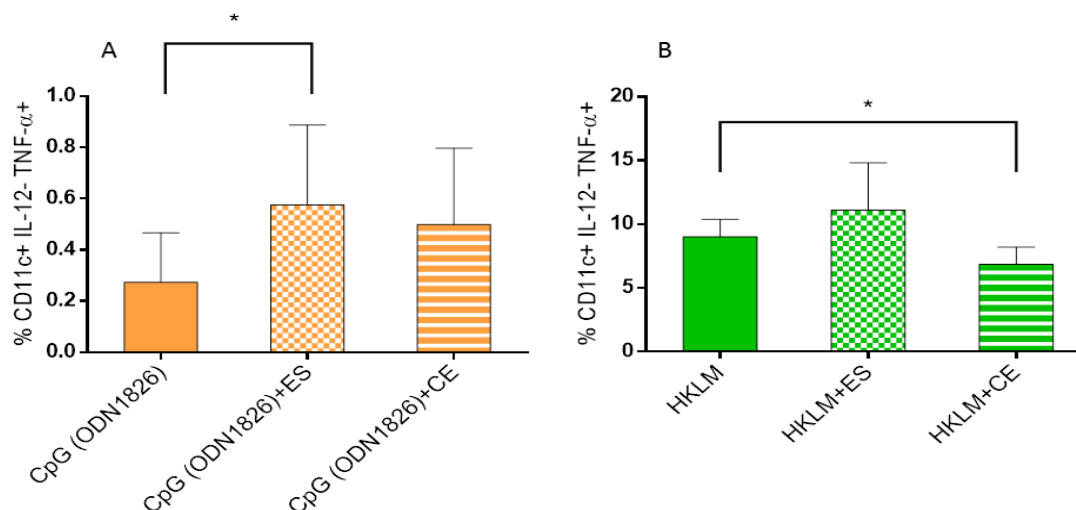 A
*
% CD11c+ IL-12- TNF-α+
1.0
0.8
0.6
0.4
0.2
0.0
CpG (ODN1826)
CpG (ODN1826)+ES
CpG (ODN1826)+CE
B
*
% CD11c+ IL-12- TNF-α+
20
15
10
5
0
HKLM
HKLM+ES
HKLM+CE